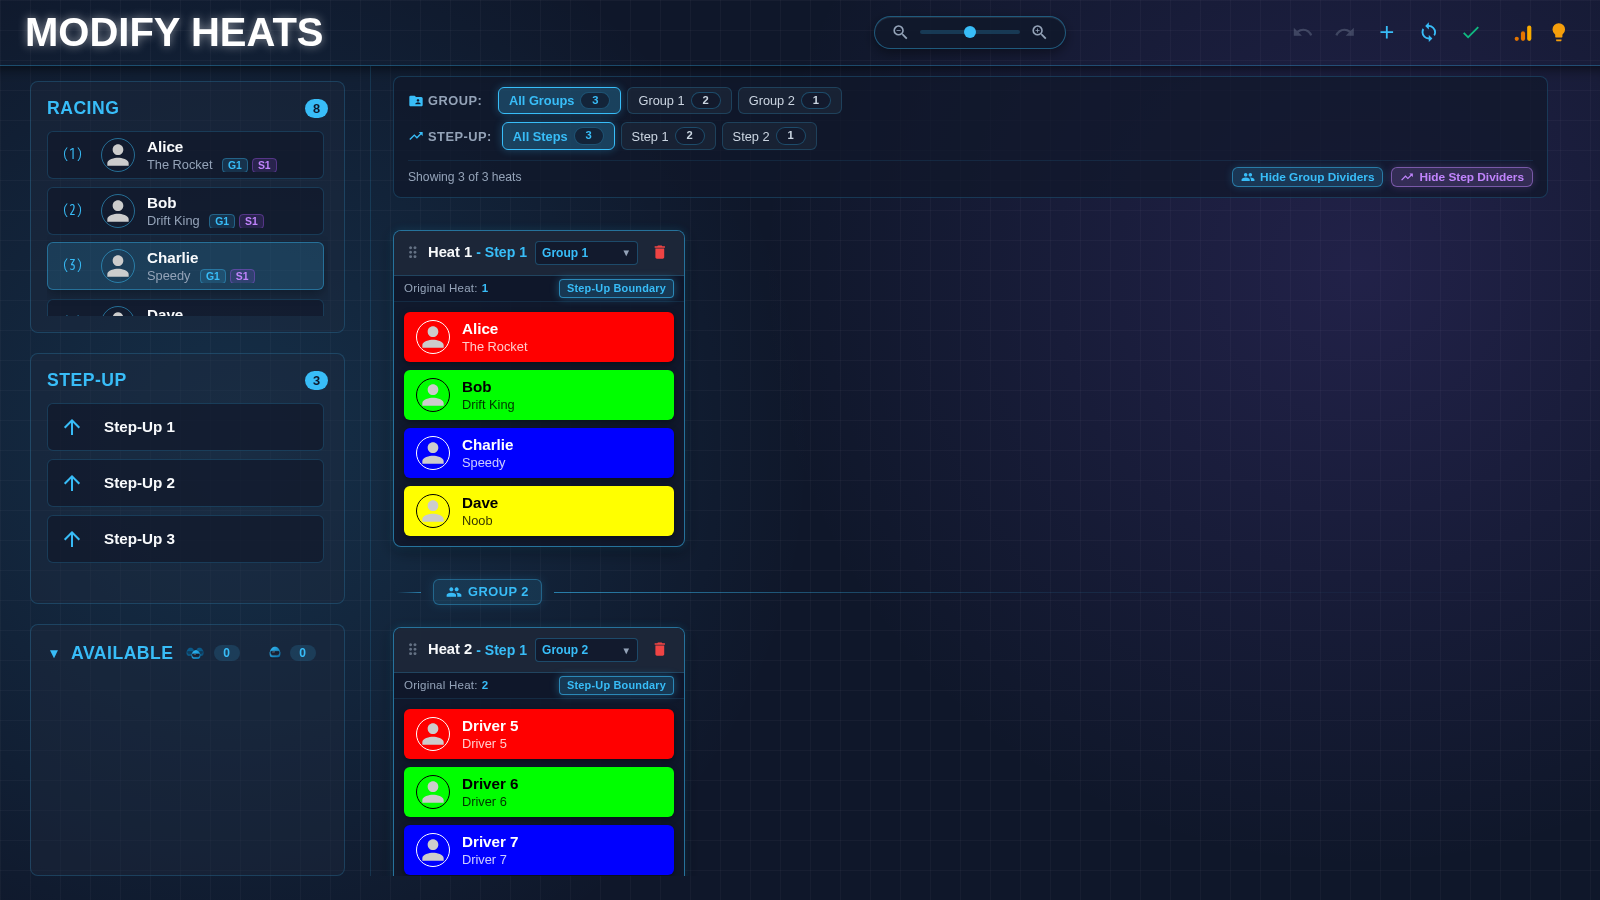 MODIFY HEATS
RACING 8
(1) Alice
The Rocket G1 S1
(2) Bob
Drift King G1 S1
(3) Charlie
Speedy G1 S1
Dave
STEP-UP 3
Step-Up 1
Step-Up 2
Step-Up 3
▼ AVAILABLE 0 0
GROUP: All Groups 3 Group 1 2 Group 2 1
STEP-UP: All Steps 3 Step 1 2 Step 2 1
Showing 3 of 3 heats Hide Group Dividers Hide Step Dividers
Heat 1 - Step 1 Group 1 ▼
Original Heat: 1 Step-Up Boundary
Alice
The Rocket
Bob
Drift King
Charlie
Speedy
Dave
Noob
GROUP 2
Heat 2 - Step 1 Group 2 ▼
Original Heat: 2 Step-Up Boundary
Driver 5
Driver 5
Driver 6
Driver 6
Driver 7
Driver 7